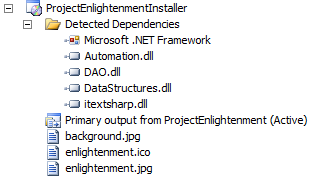 ProjectEnlightenmentInstaller
Detected Dependencies
Microsoft .NET Framework
Automation.dll
DAO.dll
DataStructures.dll
itextsharp.dll
Primary output from ProjectEnlightenment (Active)
background.jpg
enlightenment.ico
enlightenment.jpg